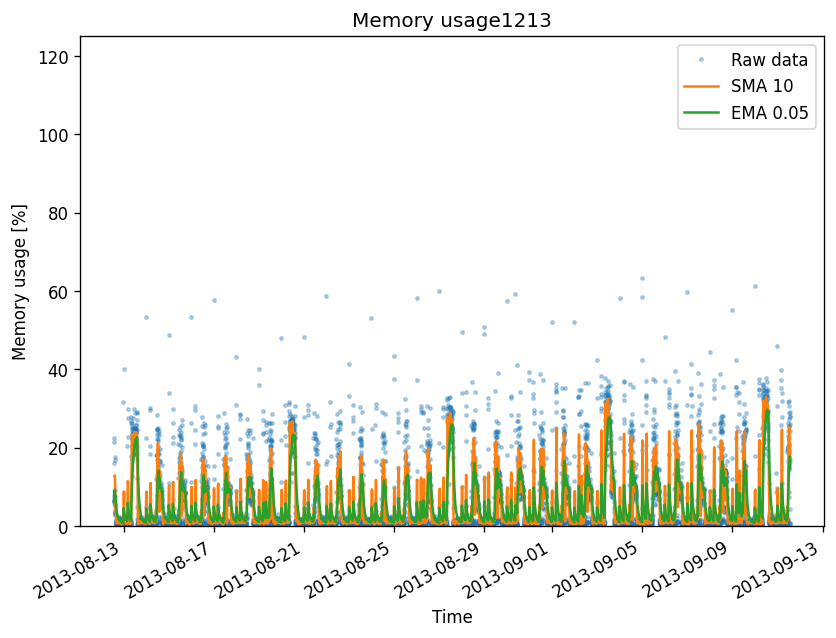 Memory usage1213
Raw data
SMA 10
EMA 0.05
120
100
80
60
40
20
0
Memory usage [%]
2013-08-13
2013-08-17
2013-08-21
2013-08-25
2013-08-29
2013-09-01
2013-09-05
2013-09-09
2013-09-13
Time